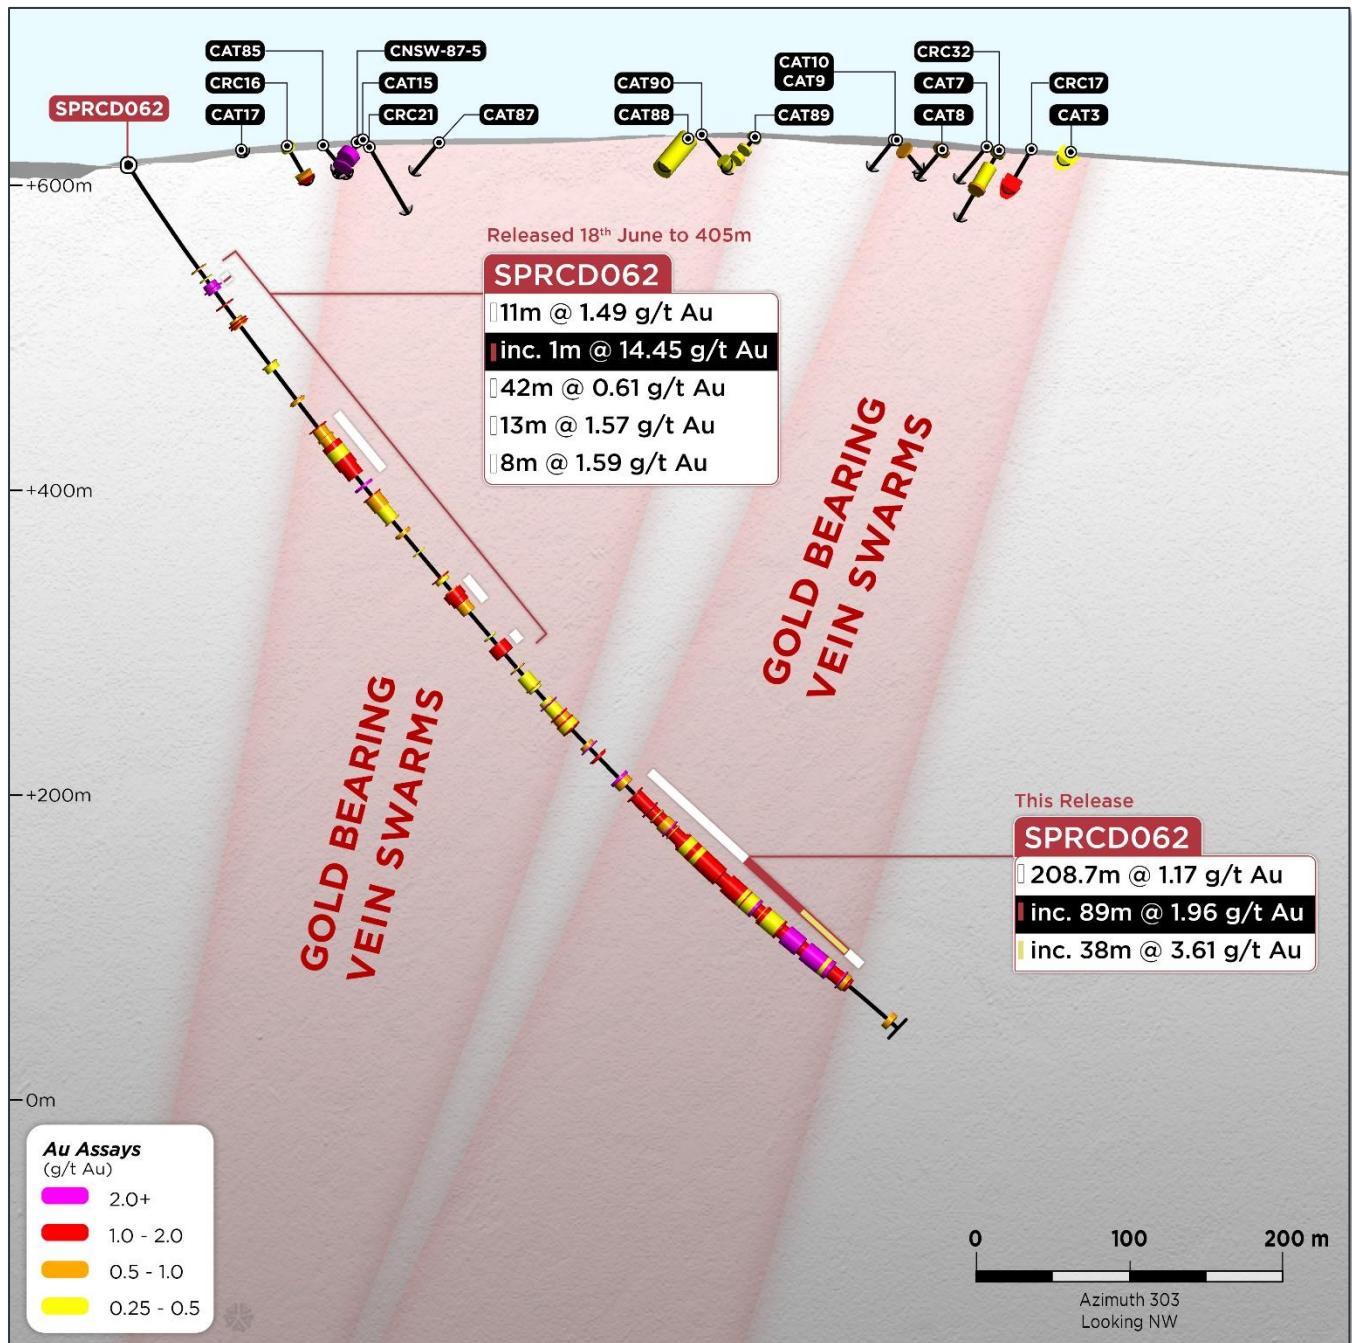 CAT85
CNSW-87-5
CRC16
CAT15
CAT17
CRC21
CAT87
CAT90
CAT88
CAT89
CAT10
CAT9
CRC32
CAT7
CAT8
CRC17
CAT3
SPRCD062
+600m
Released 18th June to 405m
SPRCD062
11m @ 1.49 g/t Au
inc. 1m @ 14.45 g/t Au
42m @ 0.61 g/t Au
13m @ 1.57 g/t Au
8m @ 1.59 g/t Au
+400m
GOLD BEARING
VEIN SWARMS
GOLD BEARING
VEIN SWARMS
+200m
This Release
SPRCD062
208.7m @ 1.17 g/t Au
inc. 89m @ 1.96 g/t Au
inc. 38m @ 3.61 g/t Au
0m
Au Assays
(g/t Au)
2.0+
1.0 - 2.0
0.5 - 1.0
0.25 - 0.5
0 100 200 m
Azimuth 303
Looking NW